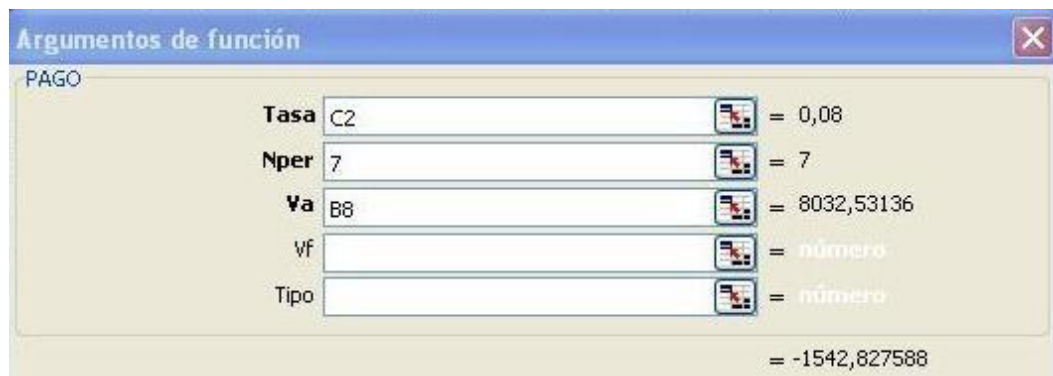 Argumentos de función
PAGO
Tasa C2 = 0,08
Nper 7 = 7
Va B8 = 8032,53136
Vf = número
Tipo = número
= -1542,827588